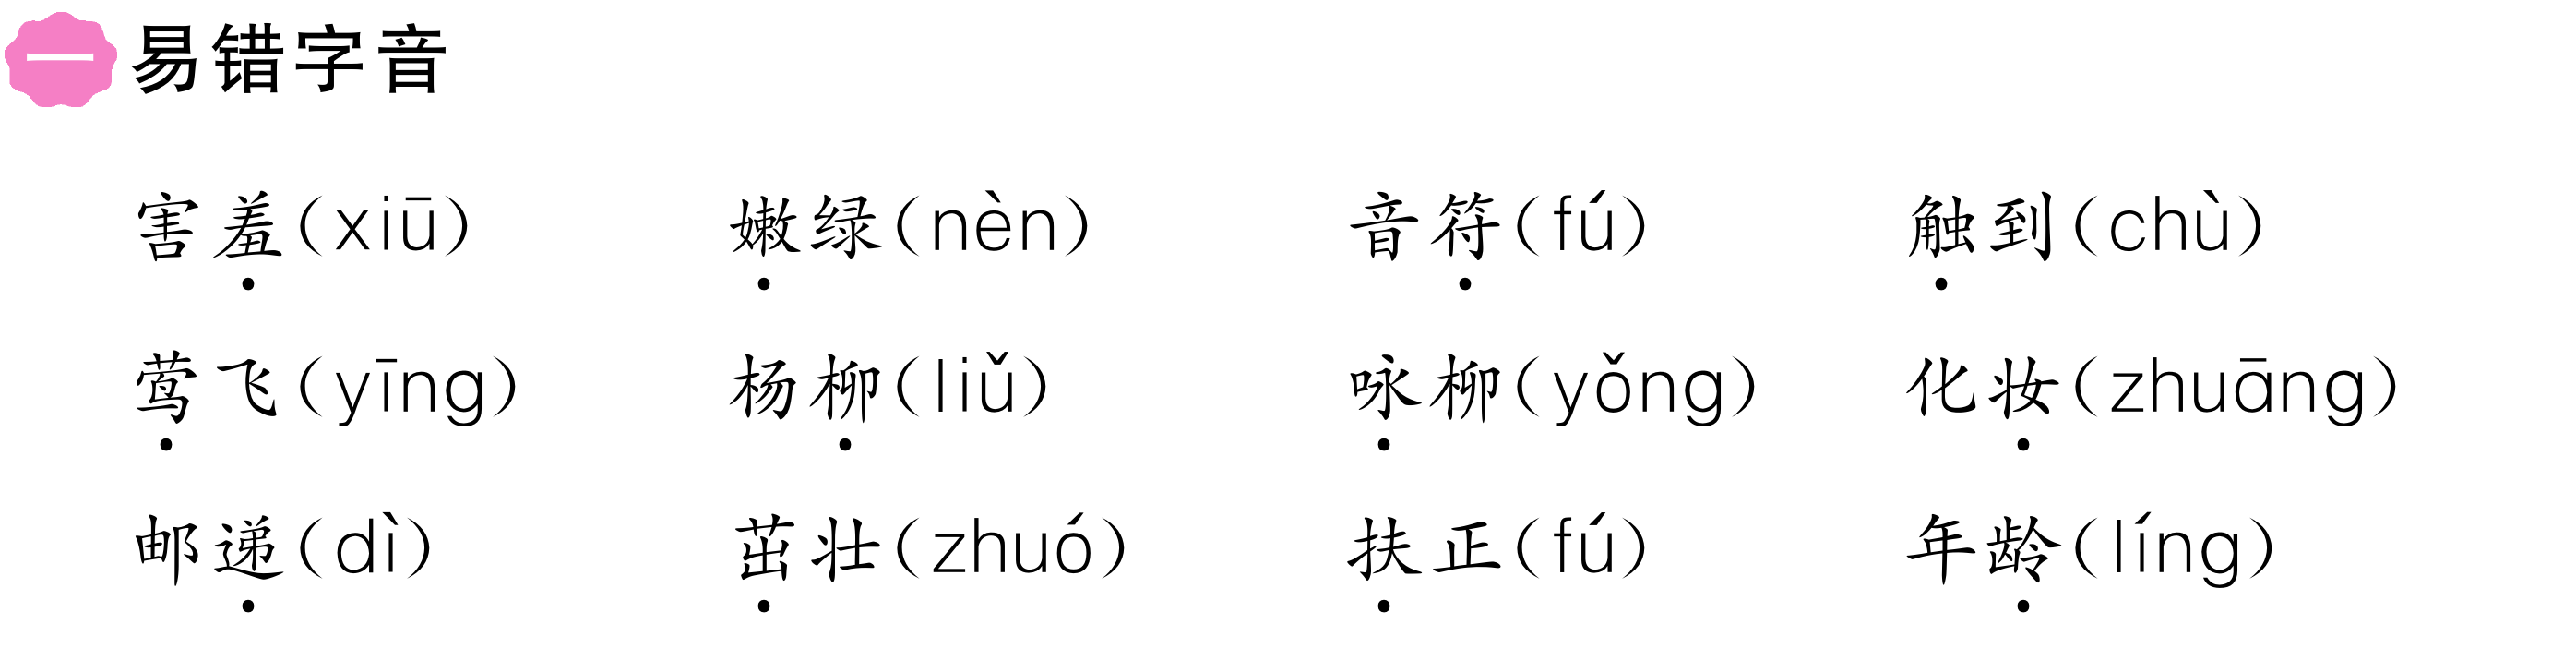 一 易错字音
害羞(xiū) 嫩绿(nèn) 音符(fú) 触到(chù)
莺飞(yīng) 杨柳(liǔ) 咏柳(yǒng) 化妆(zhuāng)
邮递(dì) 茁壮(zhuó) 扶正(fú) 年龄(líng)